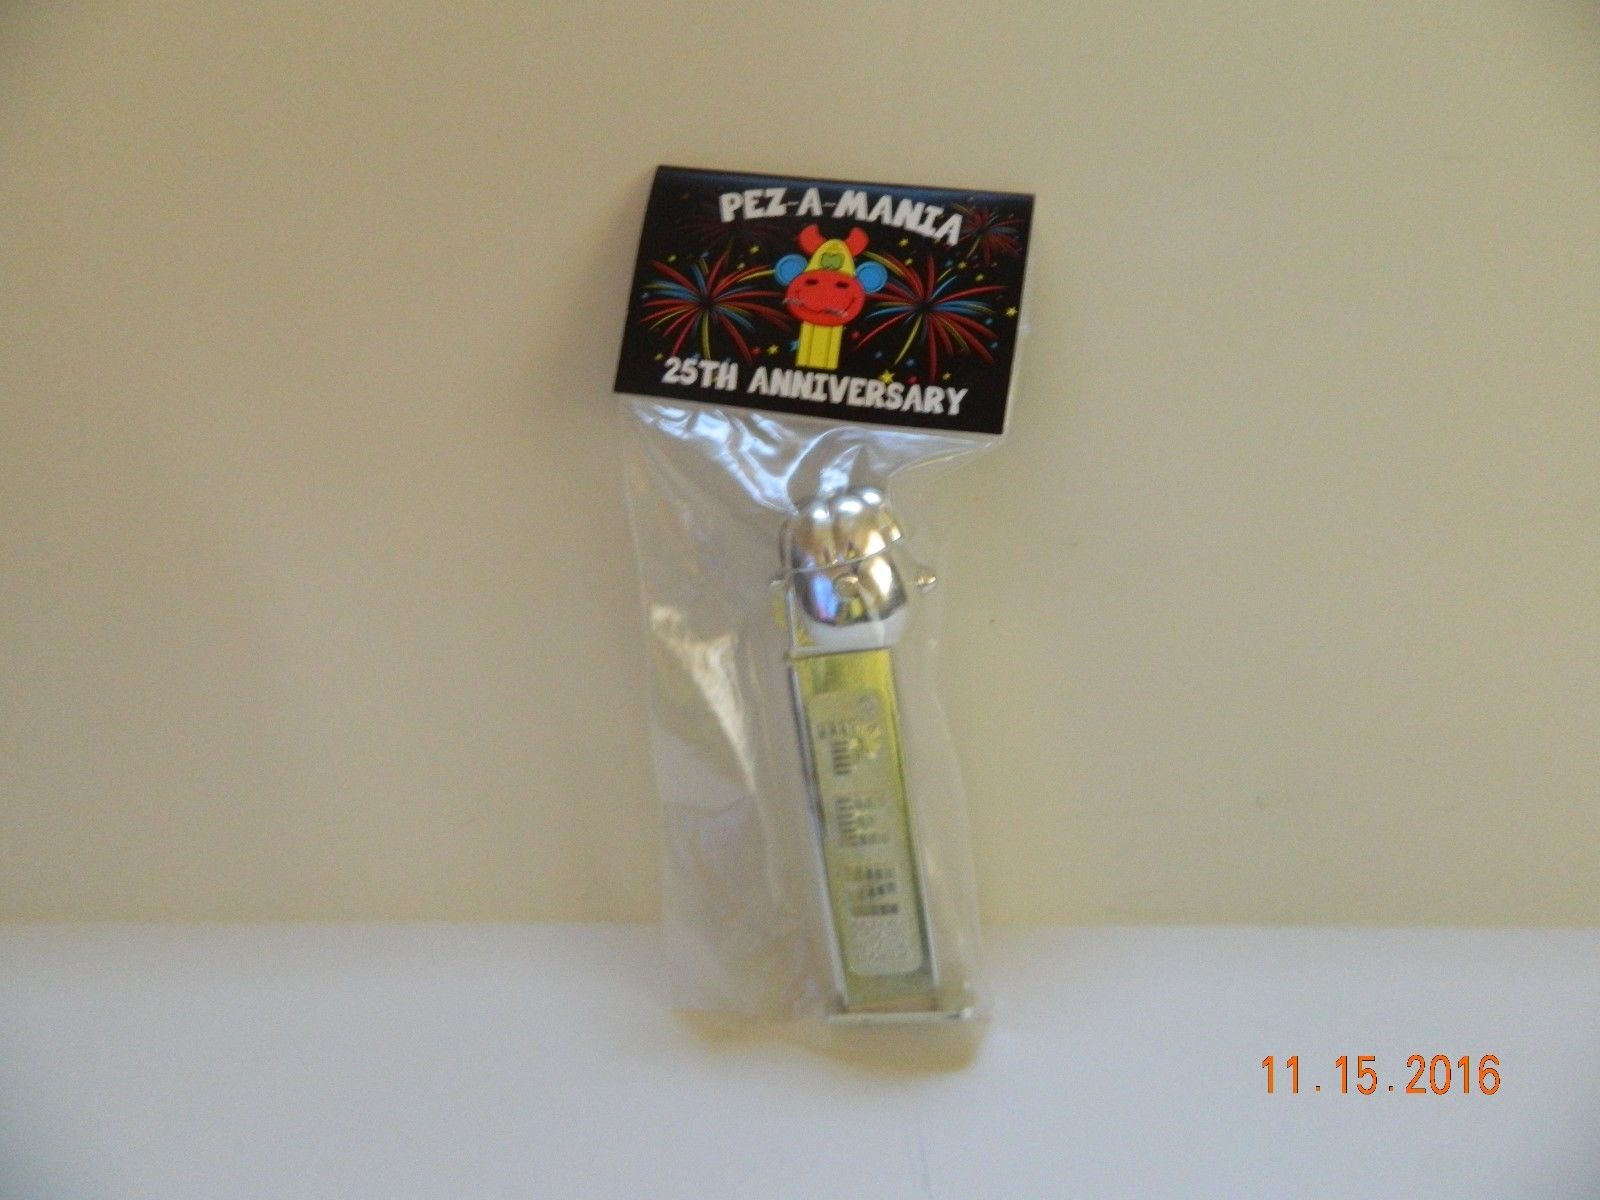 PEZ-A-MANIA
25TH ANNIVERSARY
11.15.2016